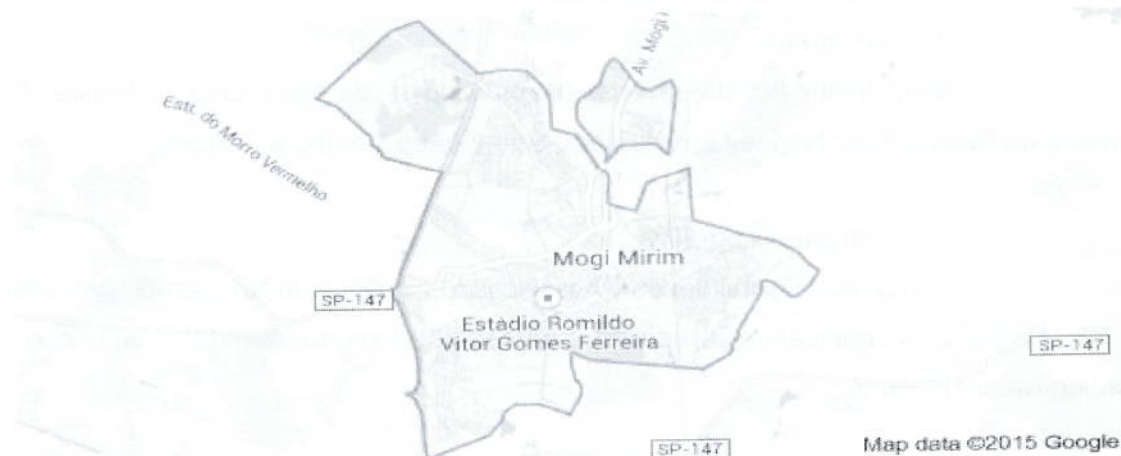 Av. Mogi
Estr. do Morro Vermelho
Mogi Mirim
SP-147
Estádio Romildo
Vitor Gomes Ferreira
SP-147
SP-147
Map data ©2015 Google